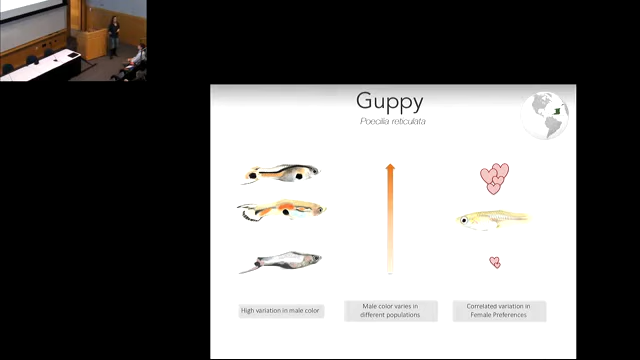 Guppy
Poecilia reticulata
High variation in male color
Male color varies in
different populations
Correlated variation in
Female Preferences